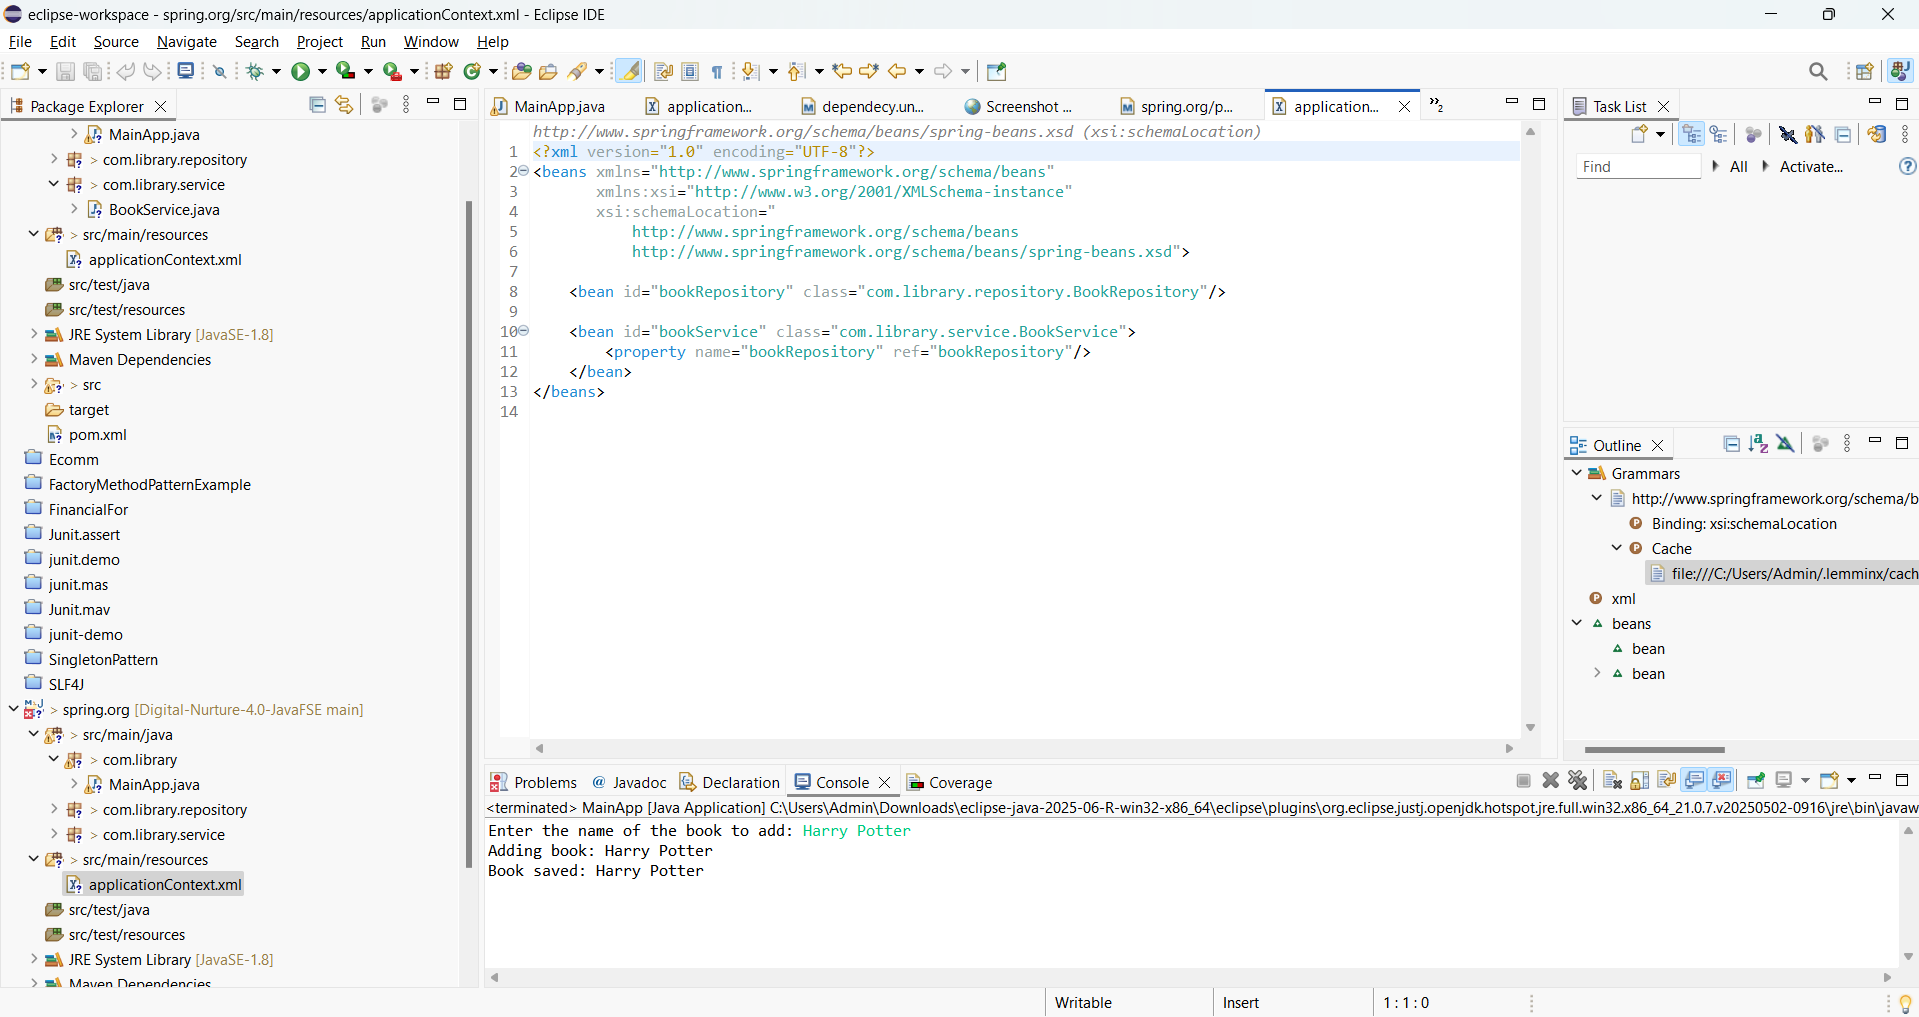 eclipse-workspace - spring.org/src/main/resources/applicationContext.xml - Eclipse IDE
File Edit Source Navigate Search Project Run Window Help
Package Explorer
MainApp.java
> com.library.repository
> com.library.service
BookService.java
> src/main/resources
applicationContext.xml
src/test/java
src/test/resources
JRE System Library [JavaSE-1.8]
Maven Dependencies
> src
target
pom.xml
Ecomm
FactoryMethodPatternExample
FinancialFor
Junit.assert
junit.demo
junit.mas
Junit.mav
junit-demo
SingletonPattern
SLF4J
> spring.org [Digital-Nurture-4.0-JavaFSE main]
> src/main/java
> com.library
MainApp.java
> com.library.repository
> com.library.service
> src/main/resources
applicationContext.xml
src/test/java
src/test/resources
JRE System Library [JavaSE-1.8]
Maven Dependencies
MainApp.java application... dependecy.un... Screenshot ... spring.org/p... application... »2
http://www.springframework.org/schema/beans/spring-beans.xsd (xsi:schemaLocation)
1 <?xml version="1.0" encoding="UTF-8"?>
2 <beans xmlns="http://www.springframework.org/schema/beans"
3 xmlns:xsi="http://www.w3.org/2001/XMLSchema-instance"
4 xsi:schemaLocation="
5 http://www.springframework.org/schema/beans
6 http://www.springframework.org/schema/beans/spring-beans.xsd">
7
8 <bean id="bookRepository" class="com.library.repository.BookRepository"/>
9
10 <bean id="bookService" class="com.library.service.BookService">
11 <property name="bookRepository" ref="bookRepository"/>
12 </bean>
13 </beans>
14
Task List
Find All Activate...
Outline
Grammars
http://www.springframework.org/schema/b
Binding: xsi:schemaLocation
Cache
file:///C:/Users/Admin/.lemminx/cach
xml
beans
bean
bean
Problems @ Javadoc Declaration Console Coverage
<terminated> MainApp [Java Application] C:\Users\Admin\Downloads\eclipse-java-2025-06-R-win32-x86_64\eclipse\plugins\org.eclipse.justj.openjdk.hotspot.jre.full.win32.x86_64_21.0.7.v20250502-0916\jre\bin\javaw
Enter the name of the book to add: Harry Potter
Adding book: Harry Potter
Book saved: Harry Potter
Writable Insert 1 : 1 : 0